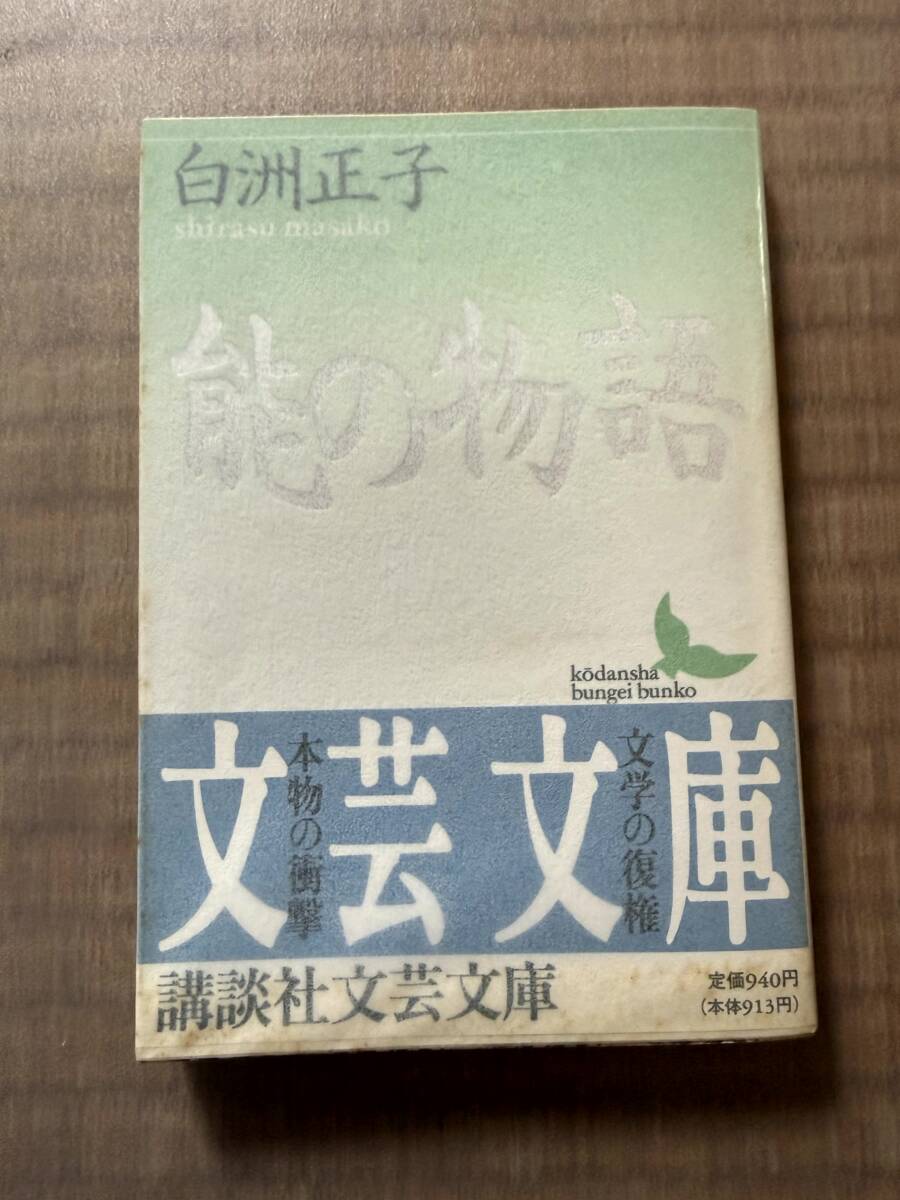 白洲正子
shirasu masako
能の物語
kōdansha
bungei bunko
文芸文庫
文学の復権
本物の衝撃
講談社文芸文庫
定価940円
(本体913円)